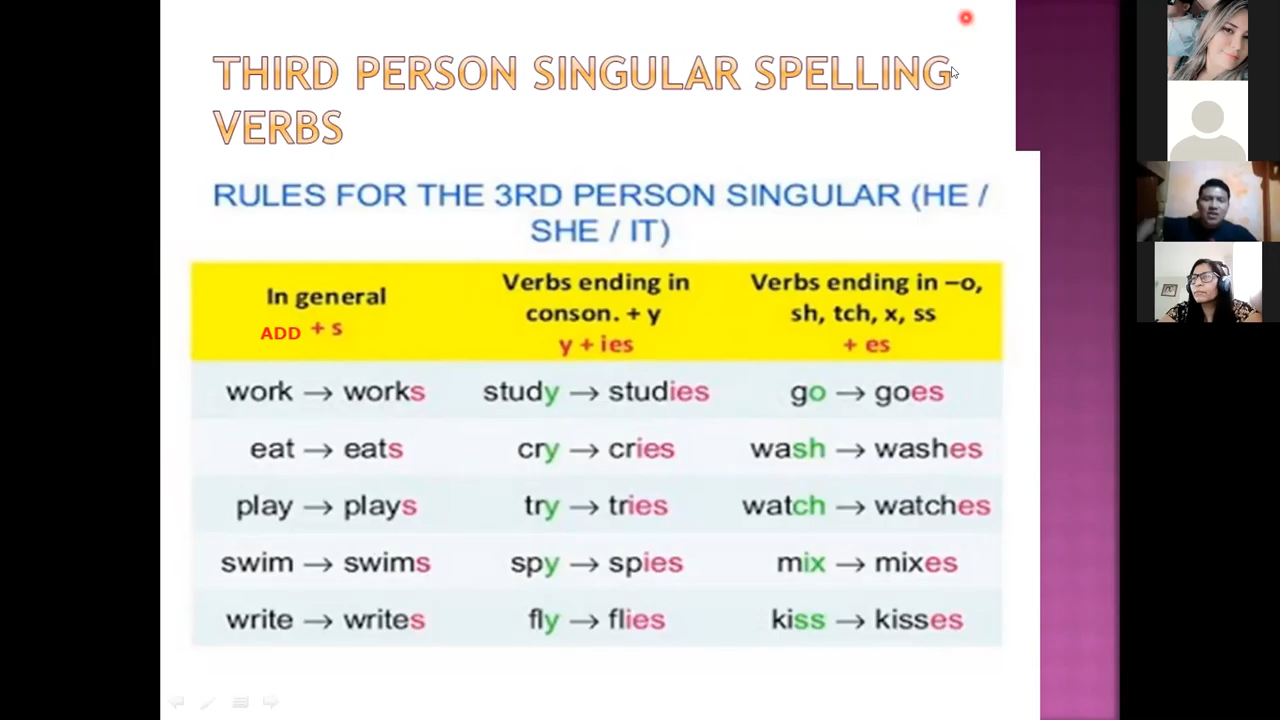 THIRD PERSON SINGULAR SPELLING
VERBS
RULES FOR THE 3RD PERSON SINGULAR (HE /
SHE / IT)
In general
ADD + s
Verbs ending in
conson. + y
y + ies
Verbs ending in –o,
sh, tch, x, ss
+ es
work → works
study → studies
go → goes
eat → eats
cry → cries
wash → washes
play → plays
try → tries
watch → watches
swim → swims
spy → spies
mix → mixes
write → writes
fly → flies
kiss → kisses